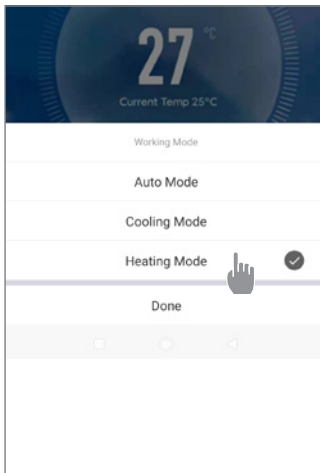 27 °C
Current Temp 25°C
Working Mode
Auto Mode
Cooling Mode
Heating Mode
Done